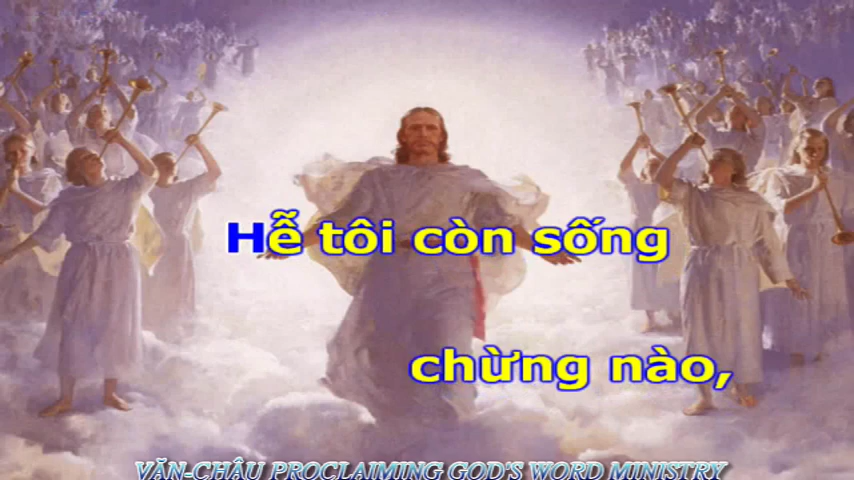 Hễ tôi còn sống
chừng nào,
VĂN-CHÂU PROCLAIMING GOD'S WORD MINISTRY